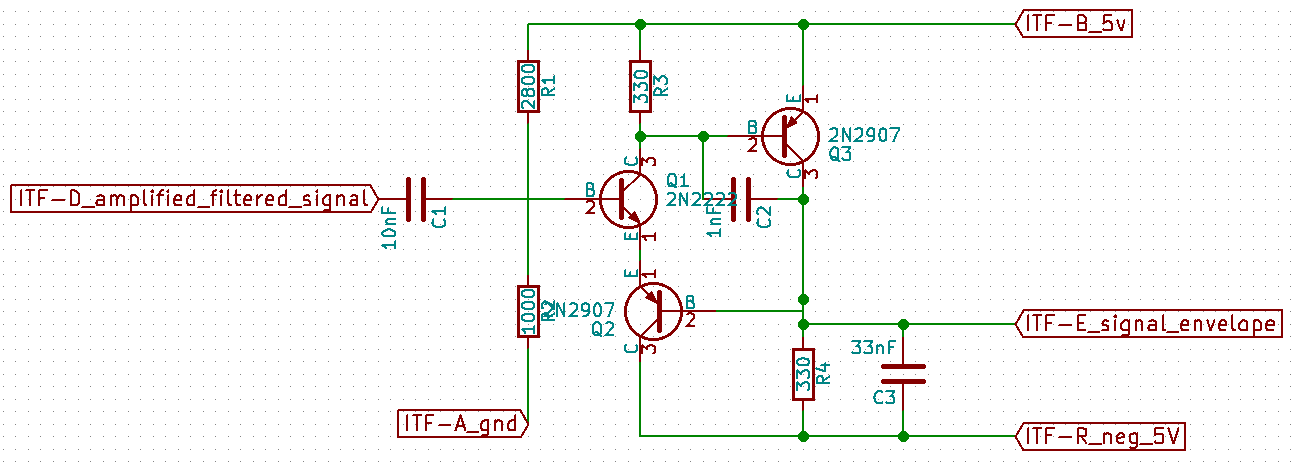 ITF-B_5v
2800
R1
330
R3
E
1
B
2
2N2907
Q3
C
3
C
3
Q1
2N2222
B
2
ITF-D_amplified_filtered_signal
10nF
C1
1nF
C2
E
1
E
1
1000
R2
2N2907
Q2
B
2
C
3
ITF-E_signal_envelope
33nF
C3
330
R4
ITF-A_gnd
ITF-R_neg_5V